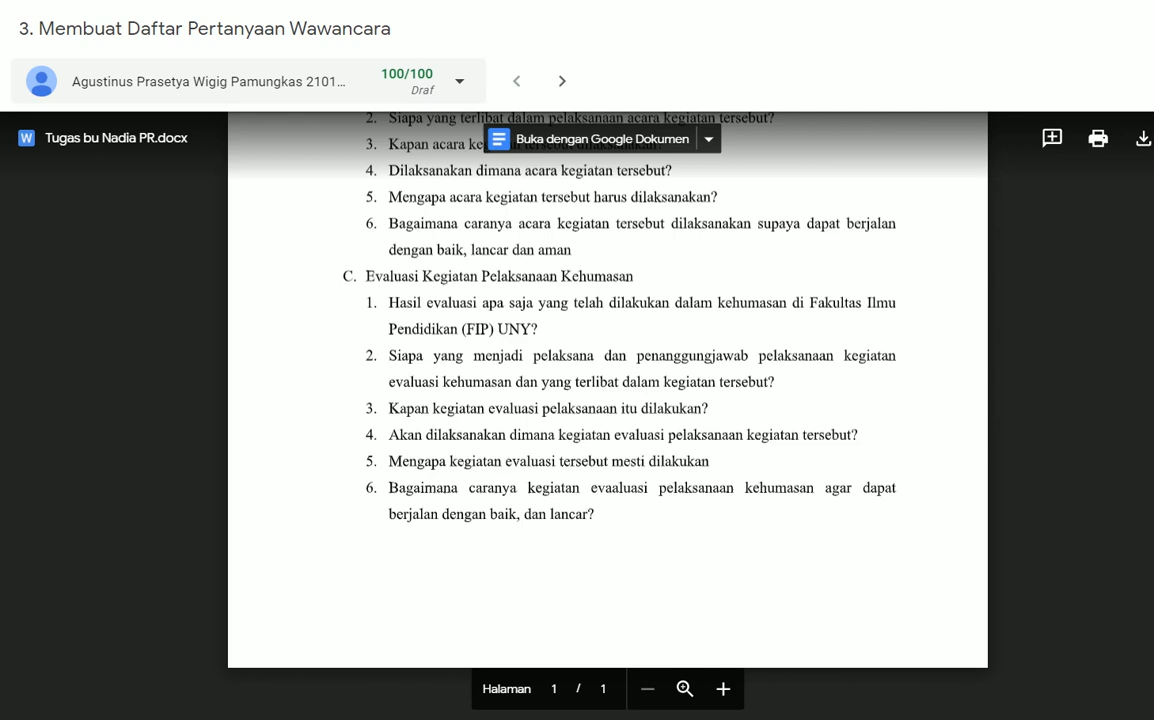 3. Membuat Daftar Pertanyaan Wawancara
Agustinus Prasetya Wigig Pamungkas 2101...
100/100
Draf
Tugas bu Nadia PR.docx
Buka dengan Google Dokumen
2. Siapa yang terlibat dalam pelaksanaan acara kegiatan tersebut?
3. Kapan acara
4. Dilaksanakan dimana acara kegiatan tersebut?
5. Mengapa acara kegiatan tersebut harus dilaksanakan?
6. Bagaimana caranya acara kegiatan tersebut dilaksanakan supaya dapat berjalan
dengan baik, lancar dan aman
C. Evaluasi Kegiatan Pelaksanaan Kehumasan
1. Hasil evaluasi apa saja yang telah dilakukan dalam kehumasan di Fakultas Ilmu
Pendidikan (FIP) UNY?
2. Siapa yang menjadi pelaksana dan penanggungjawab pelaksanaan kegiatan
evaluasi kehumasan dan yang terlibat dalam kegiatan tersebut?
3. Kapan kegiatan evaluasi pelaksanaan itu dilakukan?
4. Akan dilaksanakan dimana kegiatan evaluasi pelaksanaan kegiatan tersebut?
5. Mengapa kegiatan evaluasi tersebut mesti dilakukan
6. Bagaimana caranya kegiatan evaaluasi pelaksanaan kehumasan agar dapat
berjalan dengan baik, dan lancar?
Halaman 1 / 1